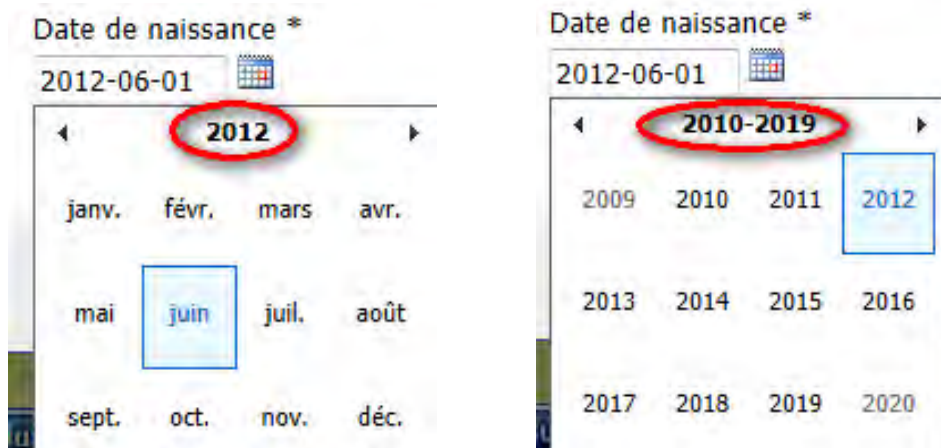 Date de naissance *
2012-06-01
2012
janv. févr. mars avr.
mai juin juil. août
sept. oct. nov. déc.
Date de naissance *
2012-06-01
2010-2019
2009 2010 2011 2012
2013 2014 2015 2016
2017 2018 2019 2020